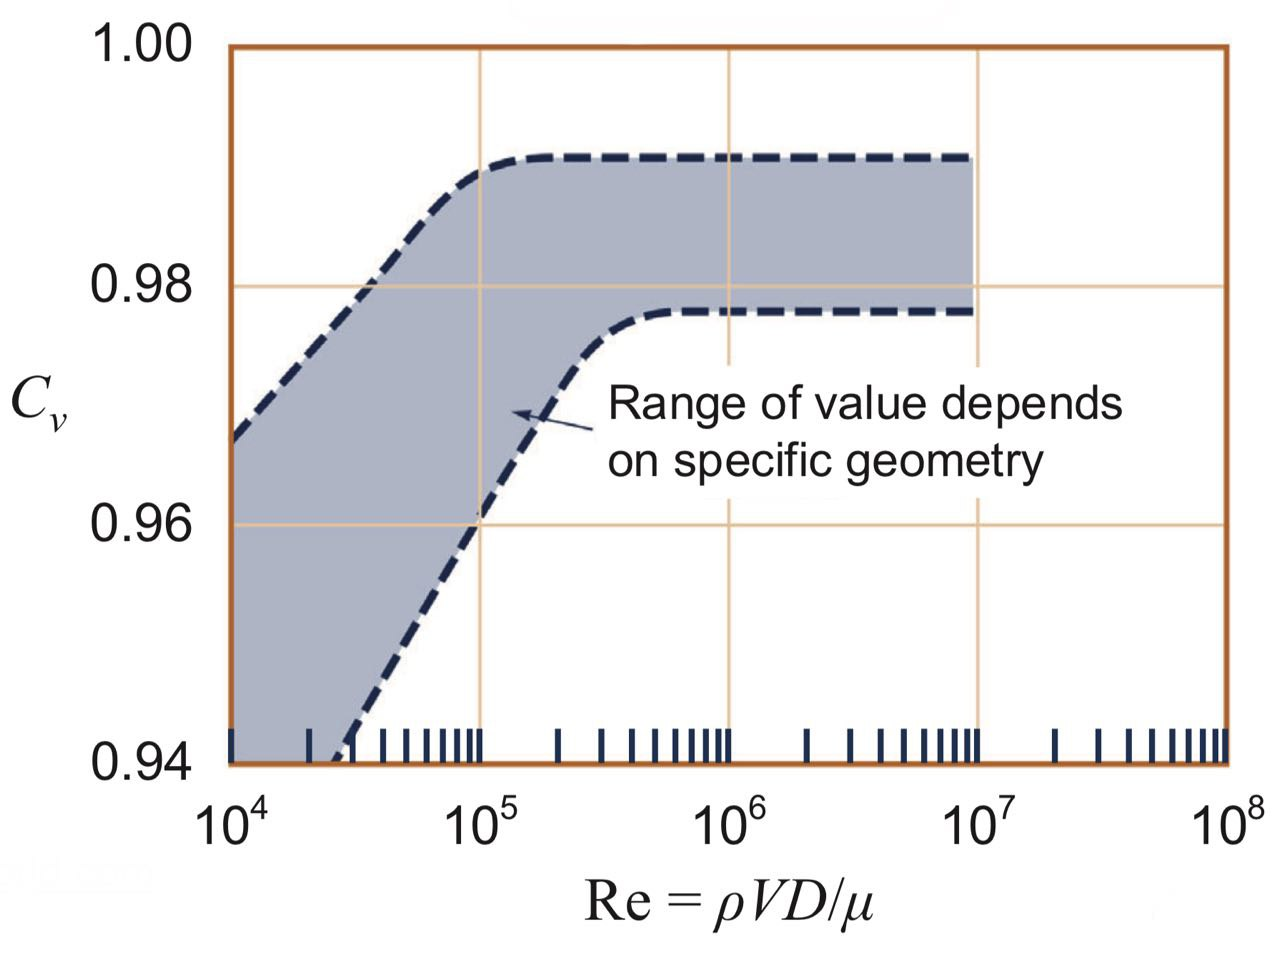 1.00
0.98
C_v
Range of value depends
on specific geometry
0.96
0.94
10^4 10^5 10^6 10^7 10^8
Re = ρVD/μ